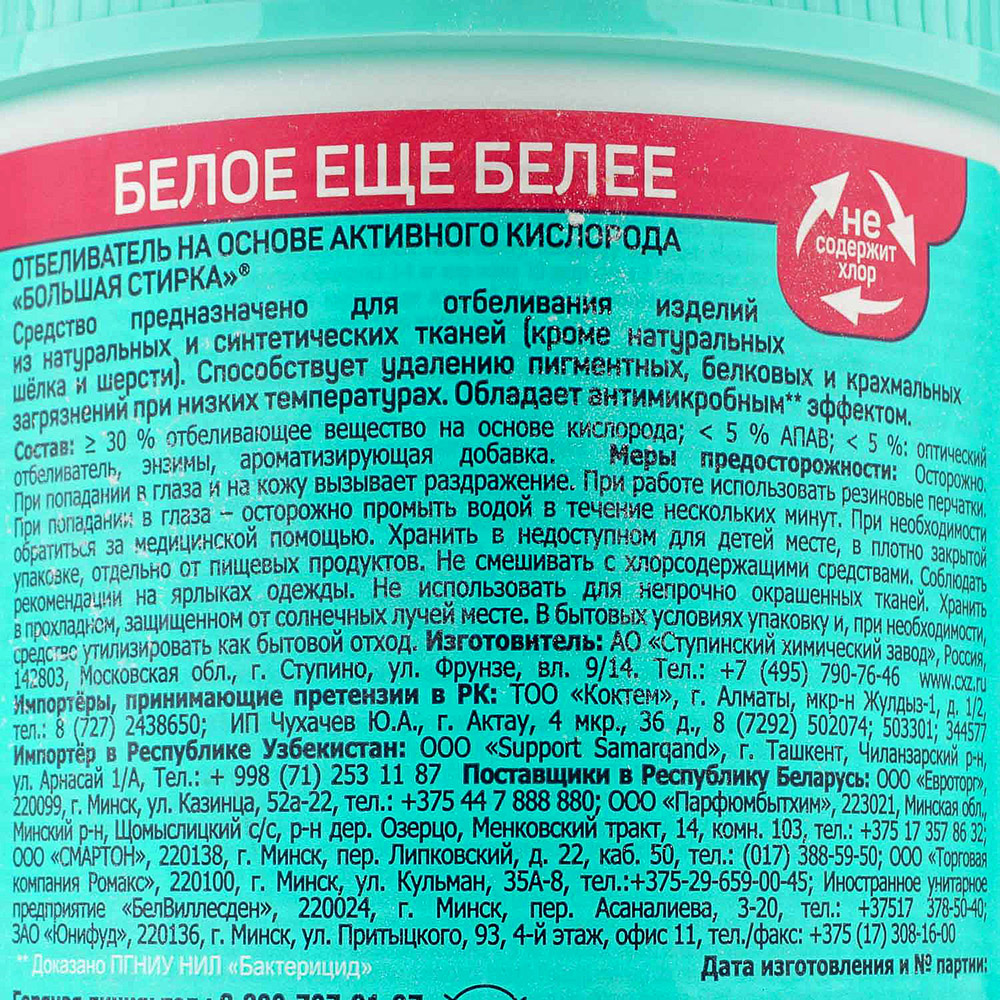 БЕЛОЕ ЕЩЕ БЕЛЕЕ
не
содержит
хлор
ОТБЕЛИВАТЕЛЬ НА ОСНОВЕ АКТИВНОГО КИСЛОРОДА
«БОЛЬШАЯ СТИРКА»®
Средство предназначено для отбеливания изделий
из натуральных и синтетических тканей (кроме натуральных
шёлка и шерсти). Способствует удалению пигментных, белковых и крахмальных
загрязнений при низких температурах. Обладает антимикробным** эффектом.
Состав: ≥ 30 % отбеливающее вещество на основе кислорода; < 5 % АПАВ; < 5 %: оптический
отбеливатель, энзимы, ароматизирующая добавка. Меры предосторожности: Осторожно.
При попадании в глаза и на кожу вызывает раздражение. При работе использовать резиновые перчатки.
При попадании в глаза – осторожно промыть водой в течение нескольких минут. При необходимости
обратиться за медицинской помощью. Хранить в недоступном для детей месте, в плотно закрытой
упаковке, отдельно от пищевых продуктов. Не смешивать с хлорсодержащими средствами. Соблюдать
рекомендации на ярлыках одежды. Не использовать для непрочно окрашенных тканей. Хранить
в прохладном, защищенном от солнечных лучей месте. В бытовых условиях упаковку и, при необходимости,
средство утилизировать как бытовой отход. Изготовитель: АО «Ступинский химический завод», Россия,
142803, Московская обл., г. Ступино, ул. Фрунзе, вл. 9/14. Тел.: +7 (495) 790-76-46 www.cxz.ru
Импортёры, принимающие претензии в РК: ТОО «Коктем», г. Алматы, мкр-н Жулдыз-1, д. 1/2,
тел.: 8 (727) 2438650; ИП Чухачев Ю.А., г. Актау, 4 мкр., 36 д., 8 (7292) 502074; 503301; 344577
Импортёр в Республике Узбекистан: ООО «Support Samarqand», г. Ташкент, Чиланзарский р-н,
ул. Арнасай 1/А, Тел.: + 998 (71) 253 11 87 Поставщики в Республику Беларусь: ООО «Евроторг»,
220099, г. Минск, ул. Казинца, 52а-22, тел.: +375 44 7 888 880; ООО «Парфюмбытхим», 223021, Минская обл.,
Минский р-н, Щомыслицкий с/с, р-н дер. Озерцо, Менковский тракт, 14, комн. 103, тел.: +375 17 357 86 32;
ООО «СМАРТОН», 220138, г. Минск, пер. Липковский, д. 22, каб. 50, тел.: (017) 388-59-50; ООО «Торговая
компания Ромакс», 220100, г. Минск, ул. Кульман, 35А-8, тел.:+375-29-659-00-45; Иностранное унитарное
предприятие «БелВиллесден», 220024, г. Минск, пер. Асаналиева, 3-20, тел.: +37517 378-50-40;
ЗАО «Юнифуд», 220136, г. Минск, ул. Притыцкого, 93, 4-й этаж, офис 11, тел./факс: +375 (17) 308-16-00
** Доказано ПГНИУ НИЛ «Бактерицид»
Дата изготовления и № партии: